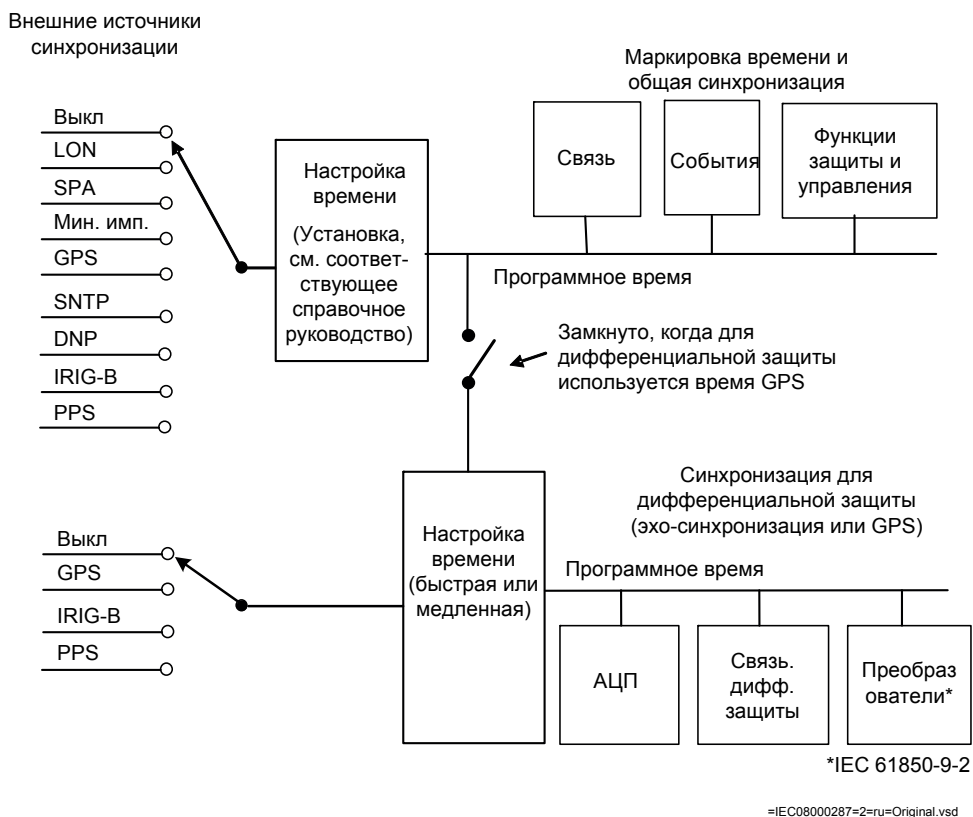 Внешние источники
синхронизации
Выкл
LON
SPA
Мин. имп.
GPS
SNTP
DNP
IRIG-B
PPS
Настройка
времени
(Установка,
см. соответ-
ствующее
справочное
руководство)
Маркировка времени и
общая синхронизация
Связь
События
Функции
защиты и
управления
Программное время
Замкнуто, когда для
дифференциальной защиты
используется время GPS
Выкл
GPS
IRIG-B
PPS
Настройка
времени
(быстрая или
медленная)
Синхронизация для
дифференциальной защиты
(эхо-синхронизация или GPS)
Программное время
АЦП
Связь.
дифф.
защиты
Преобраз
ователи*
*IEC 61850-9-2
=IEC08000287=2=ru=Original.vsd